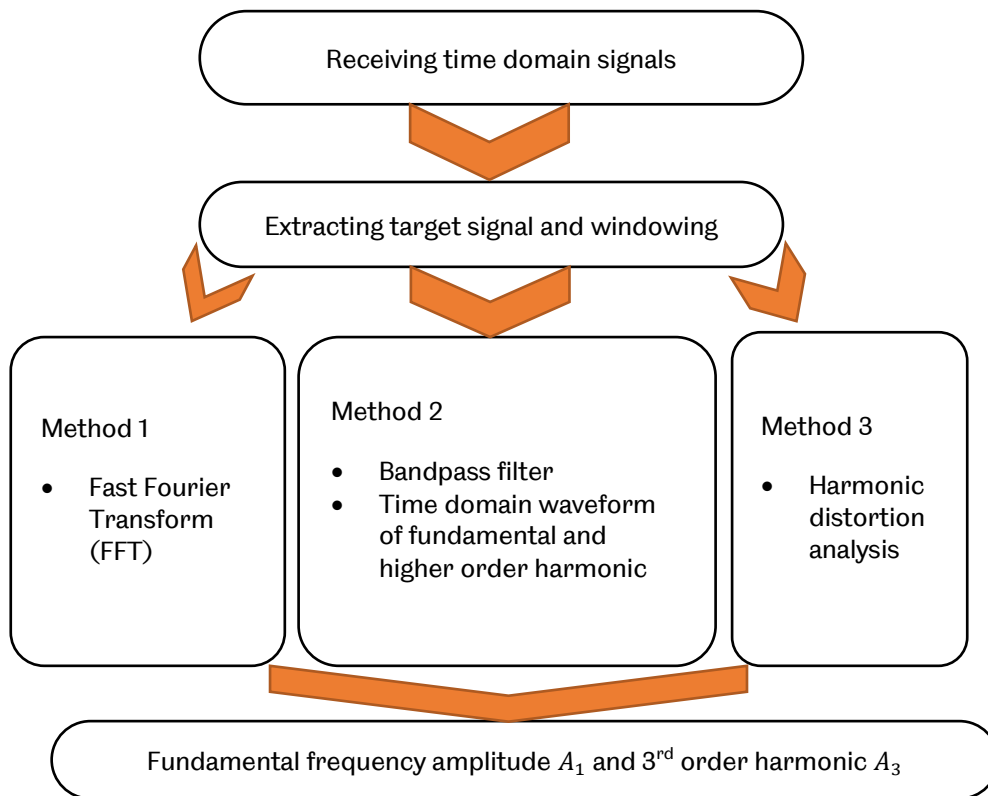 Receiving time domain signals
Extracting target signal and windowing
Method 1
• Fast Fourier
Transform
(FFT)
Method 2
• Bandpass filter
• Time domain waveform
of fundamental and
higher order harmonic
Method 3
• Harmonic
distortion
analysis
Fundamental frequency amplitude A₁ and 3ʳᵈ order harmonic A₃